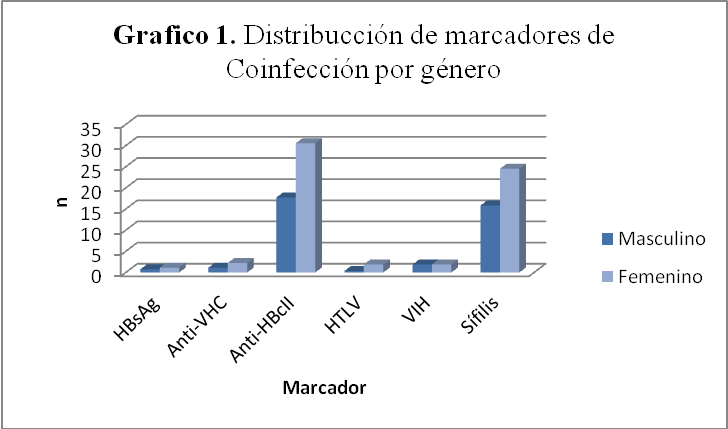 Grafico 1. Distribucción de marcadores de
Coinfección por género
35
30
25
20
15
10
5
0
n
HBsAg
Anti-VHC
Anti-HBcII
HTLV
VIH
Sífilis
Marcador
Masculino
Femenino